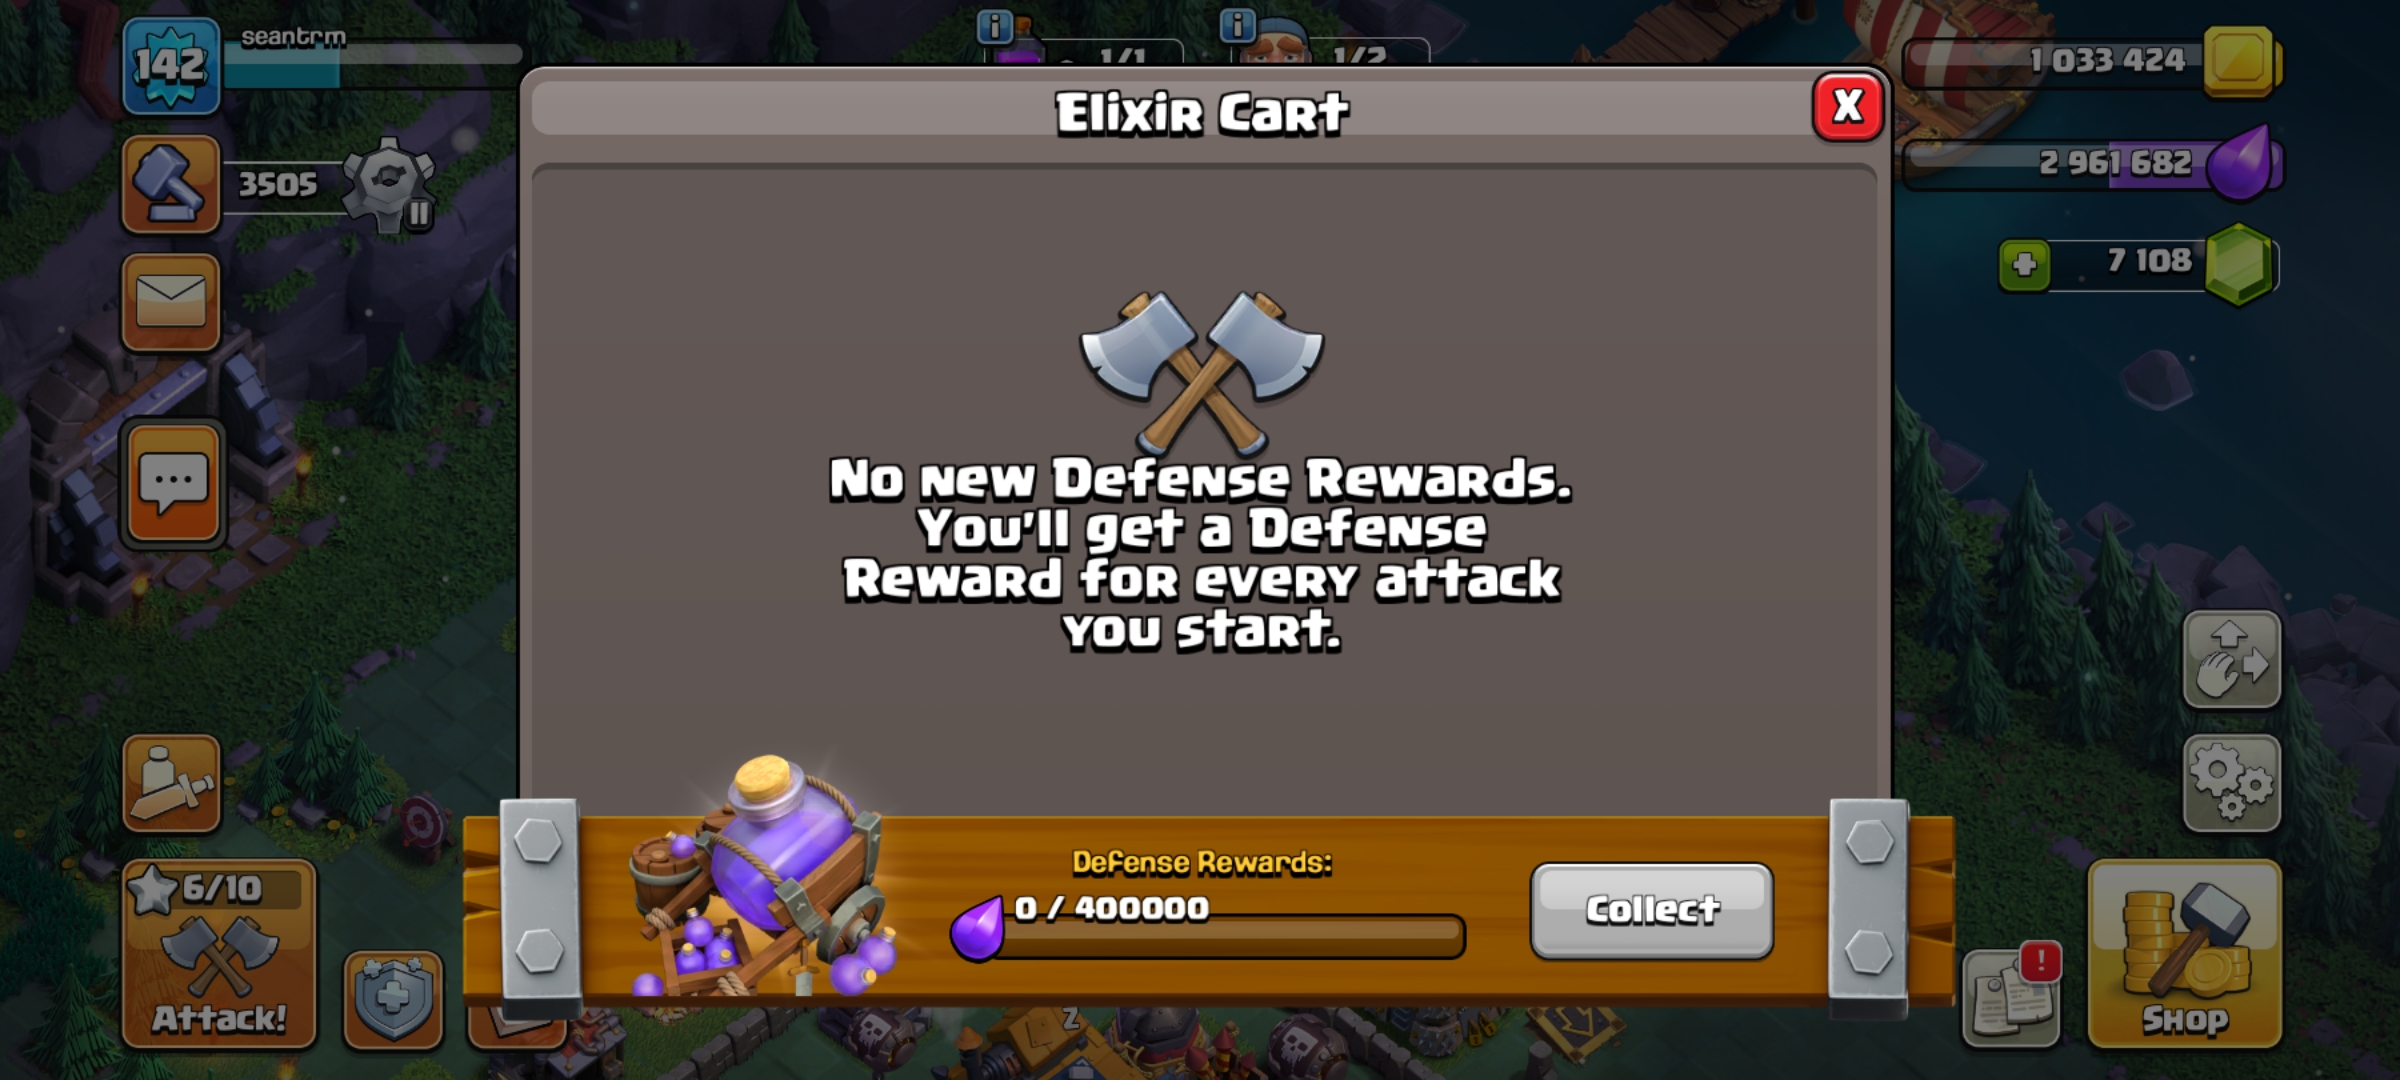 142
seantrm
1/1
1/2
1 033 424
Elixir Cart
X
3505
2 961 682
7 108
No new Defense Rewards.
You'll get a Defense
Reward for every attack
you start.
6/10
Defense Rewards:
0 / 400000
Collect
Attack!
!
Shop
Z